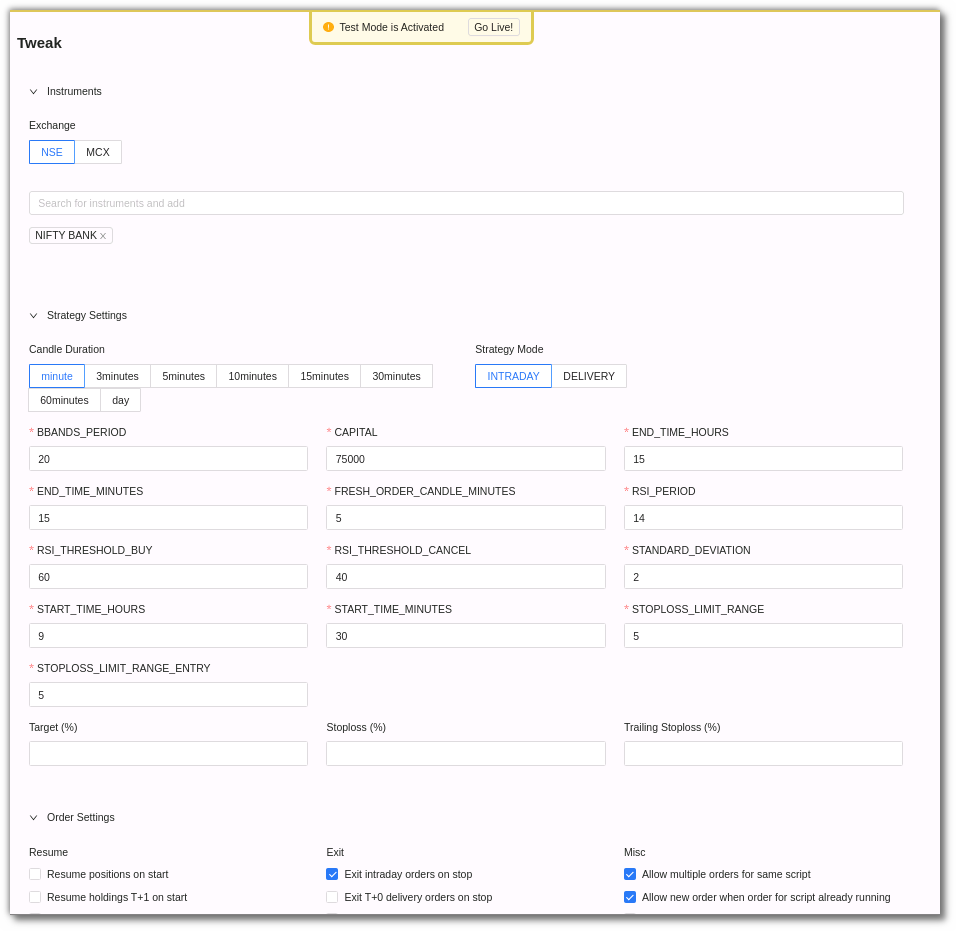 Test Mode is Activated Go Live!
Tweak
Instruments
Exchange
NSE MCX
Search for instruments and add
NIFTY BANK
Strategy Settings
Candle Duration Strategy Mode
minute 3minutes 5minutes 10minutes 15minutes 30minutes INTRADAY DELIVERY
60minutes day
* BBANDS_PERIOD * CAPITAL * END_TIME_HOURS
20 75000 15
* END_TIME_MINUTES * FRESH_ORDER_CANDLE_MINUTES * RSI_PERIOD
15 5 14
* RSI_THRESHOLD_BUY * RSI_THRESHOLD_CANCEL * STANDARD_DEVIATION
60 40 2
* START_TIME_HOURS * START_TIME_MINUTES * STOPLOSS_LIMIT_RANGE
9 30 5
* STOPLOSS_LIMIT_RANGE_ENTRY
5
Target (%) Stoploss (%) Trailing Stoploss (%)
Order Settings
Resume Exit Misc
Resume positions on start Exit intraday orders on stop Allow multiple orders for same script
Resume holdings T+1 on start Exit T+0 delivery orders on stop Allow new order when order for script already running